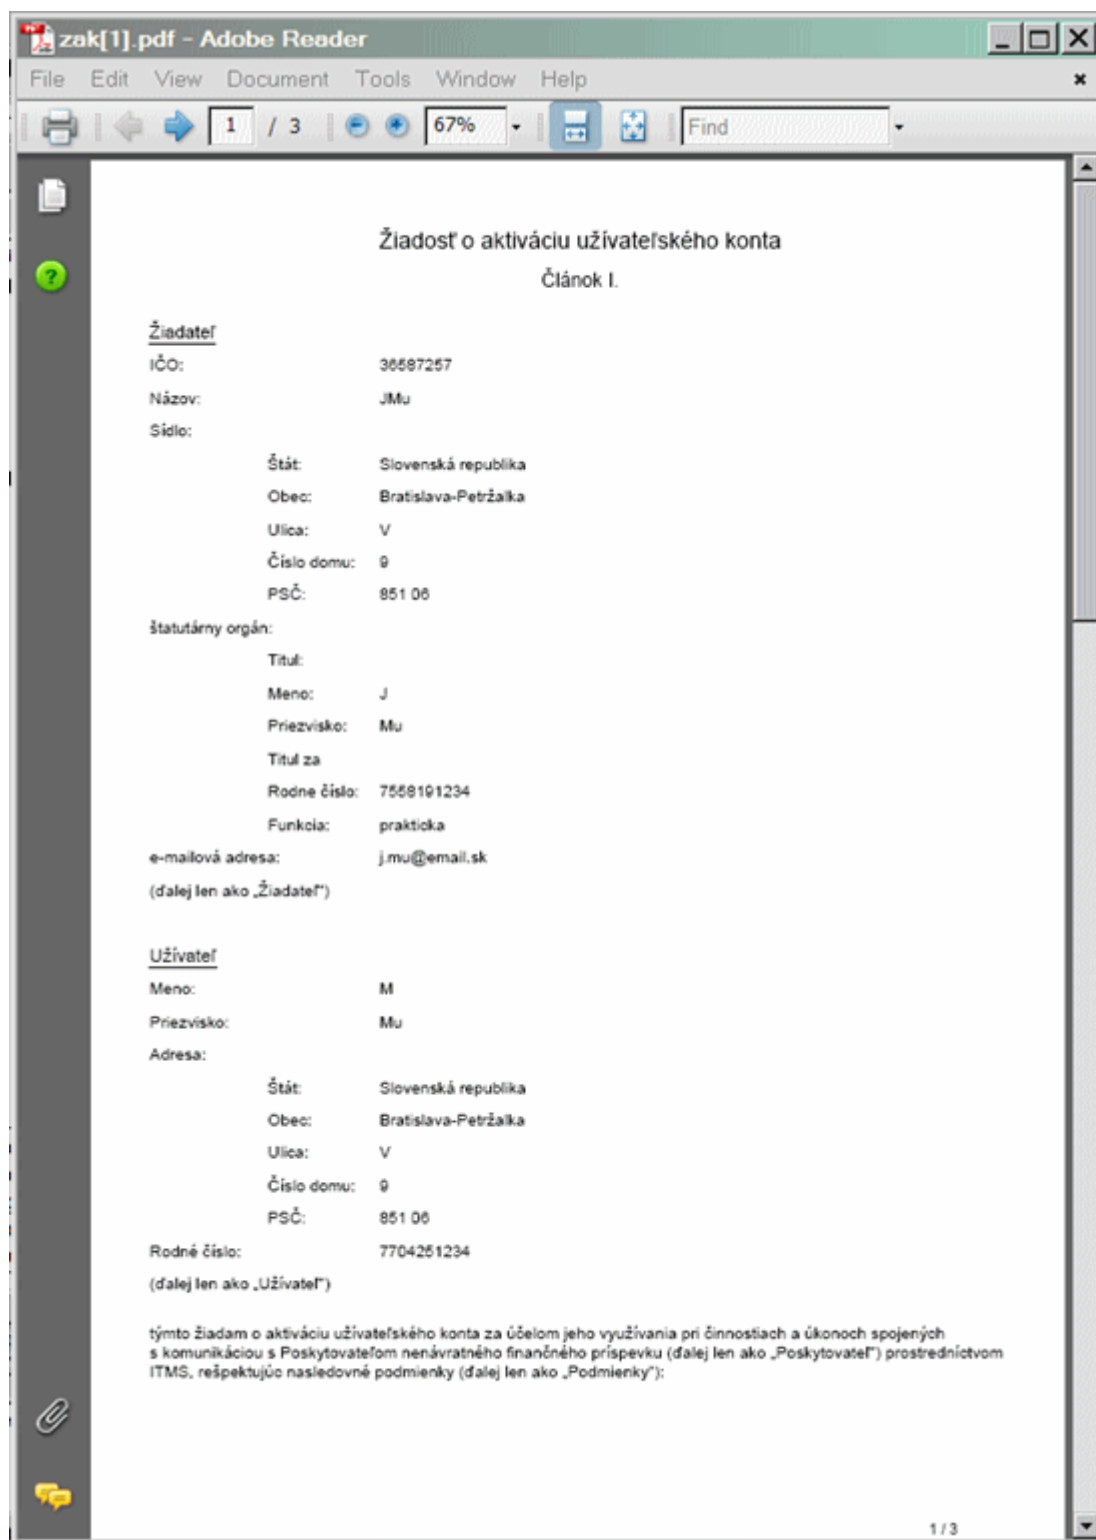 zak[1].pdf - Adobe Reader
File Edit View Document Tools Window Help
1 / 3 67% Find
Žiadosť o aktiváciu užívateľského konta
Článok I.
Žiadateľ
IČO: 36587257
Názov: JMu
Sídlo:
Štát: Slovenská republika
Obec: Bratislava-Petržalka
Ulica: V
Číslo domu: 9
PSČ: 851 06
štatutárny orgán:
Titul:
Meno: J
Priezvisko: Mu
Titul za
Rodne číslo: 7558191234
Funkcia: prakticka
e-mailová adresa: j.mu@email.sk
(ďalej len ako „Žiadateľ")
Užívateľ
Meno: M
Priezvisko: Mu
Adresa:
Štát: Slovenská republika
Obec: Bratislava-Petržalka
Ulica: V
Číslo domu: 9
PSČ: 851 06
Rodné číslo: 7704251234
(ďalej len ako „Užívateľ")
týmto žiadam o aktiváciu užívateľského konta za účelom jeho využívania pri činnostiach a úkonoch spojených
s komunikáciou s Poskytovateľom nenávratného finančného príspevku (ďalej len ako „Poskytovateľ") prostredníctvom
ITMS, rešpektujúc nasledovné podmienky (ďalej len ako „Podmienky"):
1 / 3